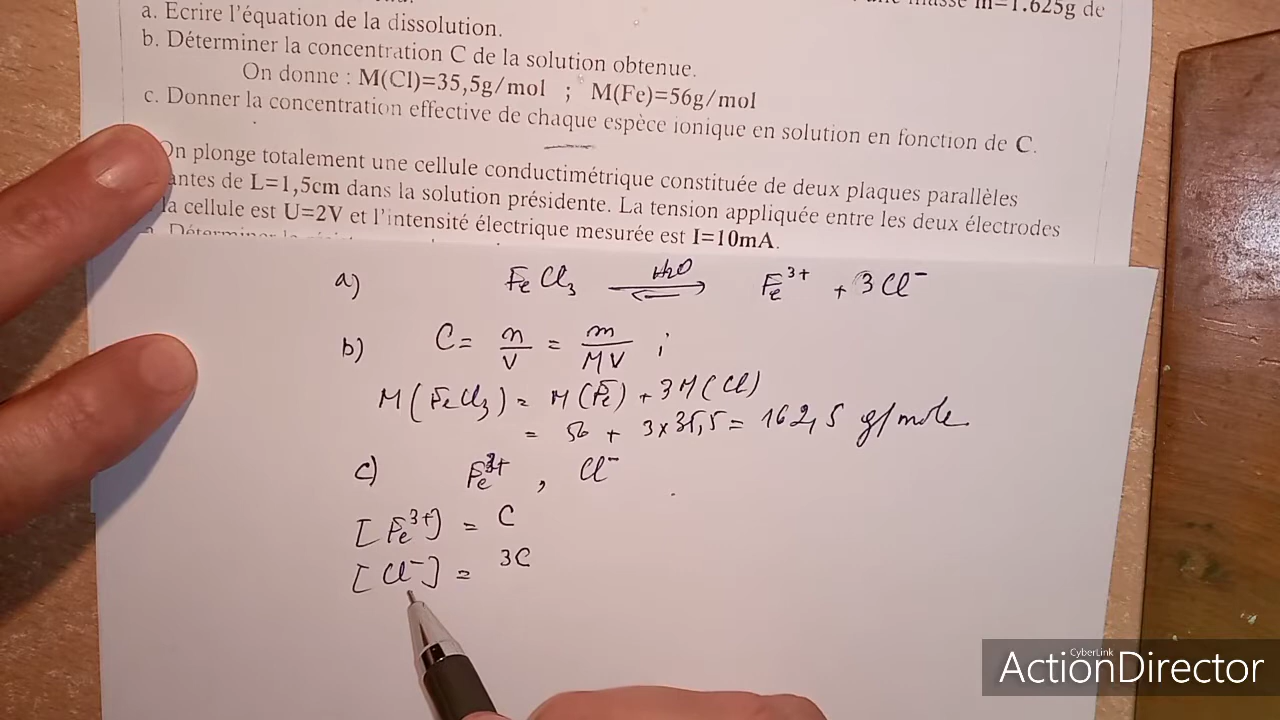 masse m=1.625g de
a. Ecrire l'équation de la dissolution.
b. Déterminer la concentration C de la solution obtenue.
On donne : M(Cl)=35,5g/mol ; M(Fe)=56g/mol
c. Donner la concentration effective de chaque espèce ionique en solution en fonction de C.
On plonge totalement une cellule conductimétrique constituée de deux plaques parallèles
antes de L=1,5cm dans la solution présidente. La tension appliquée entre les deux électrodes
la cellule est U=2V et l'intensité électrique mesurée est I=10mA.
a) FeCl₃ ⇌ H2O Fe³⁺ + 3Cl⁻
b) C = n/V = m/MV ;
M(FeCl₃) = M(Fe) + 3M(Cl)
= 56 + 3×35,5 = 162,5 g/mole
c) Fe³⁺ , Cl⁻
[Fe³⁺] = C
[Cl⁻] = 3C
CyberLink
ActionDirector